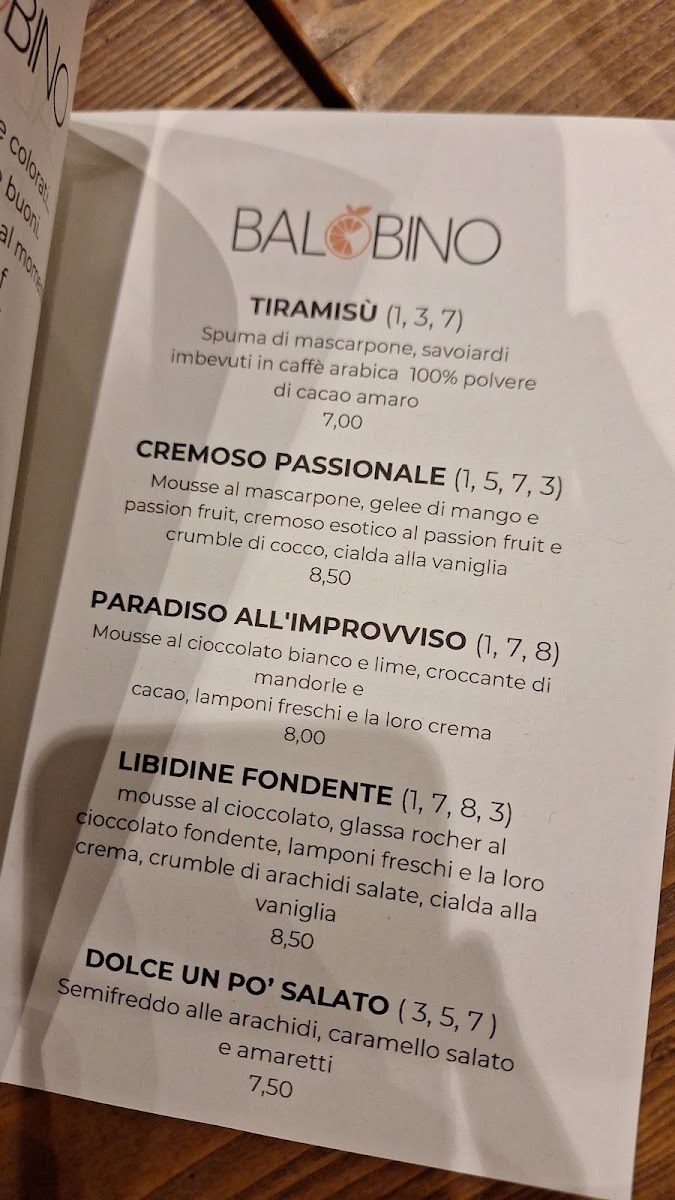 BINO
colorati,
buoni.
al momen
f
BALOBINO
TIRAMISÙ (1, 3, 7)
Spuma di mascarpone, savoiardi
imbevuti in caffè arabica 100% polvere
di cacao amaro
7,00
CREMOSO PASSIONALE (1, 5, 7, 3)
Mousse al mascarpone, gelee di mango e
passion fruit, cremoso esotico al passion fruit e
crumble di cocco, cialda alla vaniglia
8,50
PARADISO ALL'IMPROVVISO (1, 7, 8)
Mousse al cioccolato bianco e lime, croccante di
mandorle e
cacao, lamponi freschi e la loro crema
8,00
LIBIDINE FONDENTE (1, 7, 8, 3)
mousse al cioccolato, glassa rocher al
cioccolato fondente, lamponi freschi e la loro
crema, crumble di arachidi salate, cialda alla
vaniglia
8,50
DOLCE UN PO' SALATO ( 3, 5, 7 )
Semifreddo alle arachidi, caramello salato
e amaretti
7,50